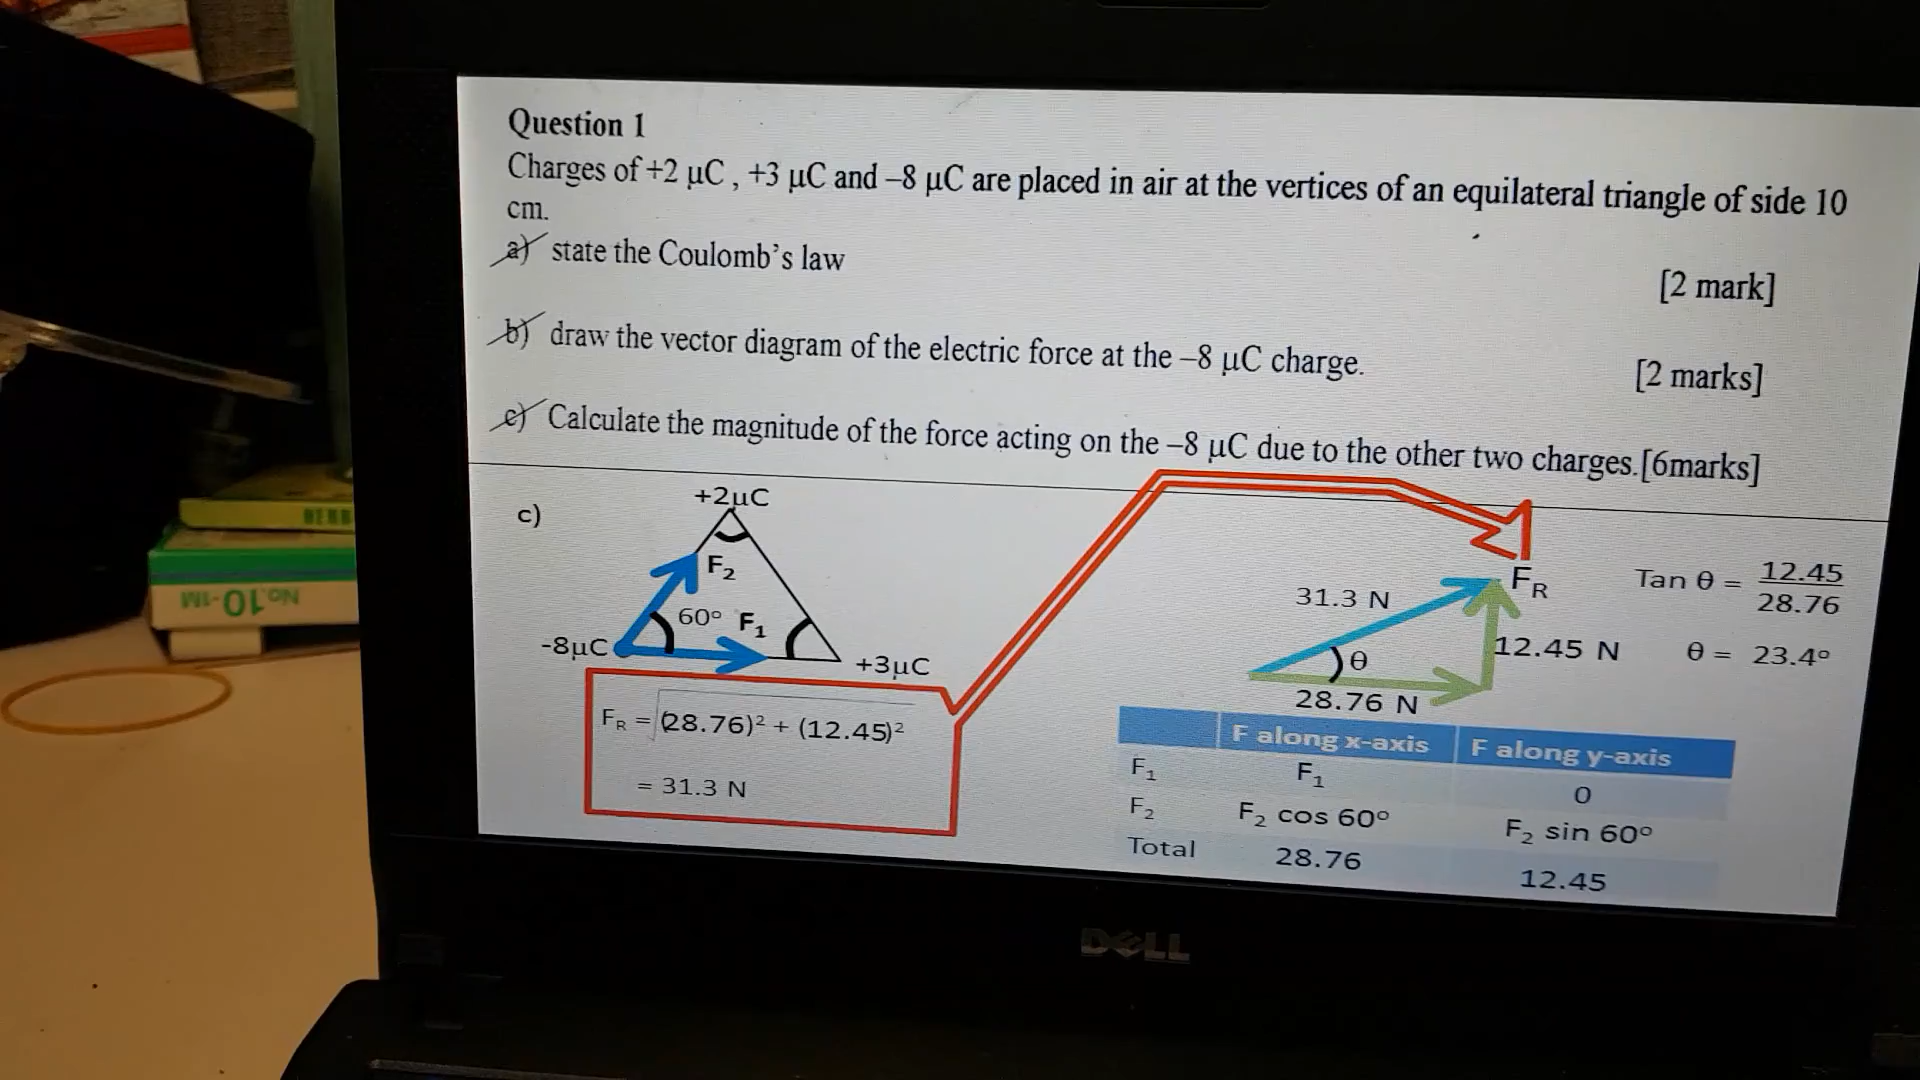 Question 1
Charges of +2 µC , +3 µC and –8 µC are placed in air at the vertices of an equilateral triangle of side 10
cm.
a) state the Coulomb's law
[2 mark]
b) draw the vector diagram of the electric force at the –8 µC charge.
[2 marks]
c) Calculate the magnitude of the force acting on the –8 µC due to the other two charges.[6marks]
c)
+2µC
F₂
60° F₁
-8µC
+3µC
F_R = √(28.76)² + (12.45)²
= 31.3 N
31.3 N
F_R
12.45 N
θ
28.76 N
Tan θ = 12.45
28.76
θ = 23.4°
F along x-axis F along y-axis
F₁ F₁ 0
F₂ F₂ cos 60° F₂ sin 60°
Total 28.76 12.45
DELL
No.10-1M